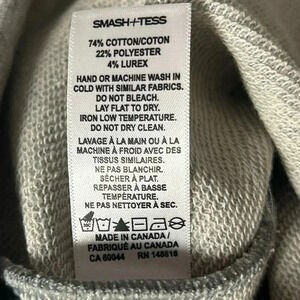 SMASH+TESS
74% COTTON/COTON
22% POLYESTER
4% LUREX
HAND OR MACHINE WASH IN
COLD WITH SIMILAR FABRICS.
DO NOT BLEACH.
LAY FLAT TO DRY.
IRON LOW TEMPERATURE.
DO NOT DRY CLEAN.
LAVAGE À LA MAIN OU À LA
MACHINE À FROID AVEC DES
TISSUS SIMILAIRES.
NE PAS BLANCHIR.
SÉCHER À PLAT.
REPASSER À BASSE
TEMPÉRATURE.
NE PAS NETTOYER À SEC.
MADE IN CANADA /
FABRIQUÉ AU CANADA
CA 60044 RN 148618